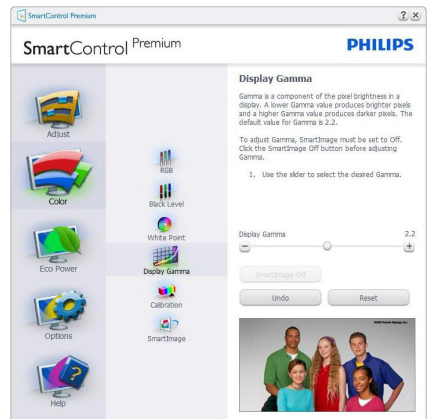 SmartControl Premium
SmartControl Premium
PHILIPS
Adjust
Color
Eco Power
Options
Help
RGB
Black Level
White Point
Display Gamma
Calibration
SmartImage
Display Gamma
Gamma is a component of the pixel brightness in a
display. A lower Gamma value produces brighter pixels
and a higher Gamma value produces darker pixels. The
default value for Gamma is 2.2.
To adjust Gamma, SmartImage must be set to Off.
Click the SmartImage Off button before adjusting
Gamma.
1. Use the slider to select the desired Gamma.
Display Gamma 2.2
SmartImage Off
Undo Reset